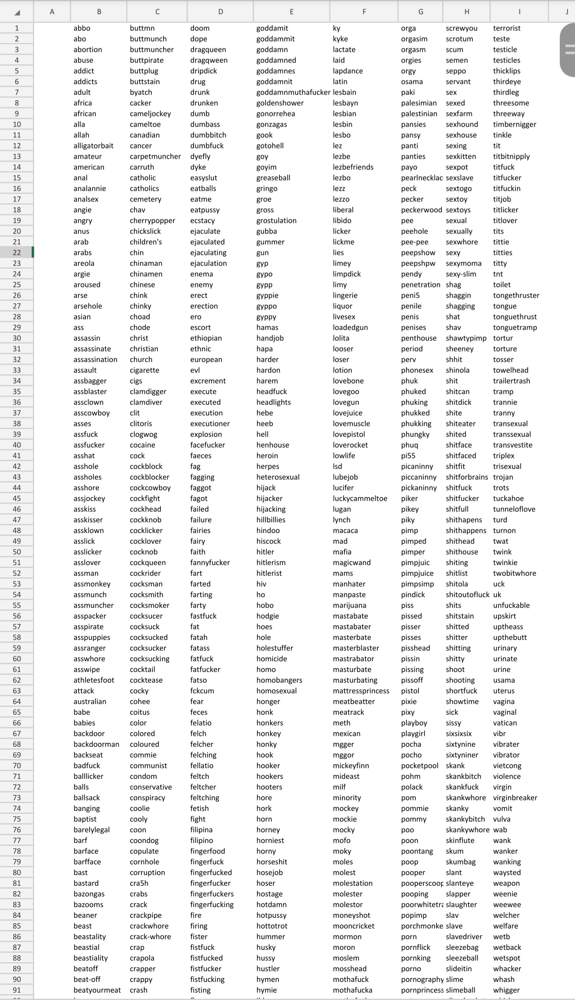 A B C D E F G H I J
1 abbo buttmn doom goddamit ky orga screwyou terrorist
2 abo buttmunch dope goddammit kyke orgasim scrotum teste
3 abortion buttmuncher dragqueen goddamn lactate orgasm scum testicle
4 abuse buttpirate dragqween goddamned laid orgies semen testicles
5 addict buttplug dripdick goddamnes lapdance orgy seppo thicklips
6 addicts buttstain drug goddamnit latin osama servant thirdeye
7 adult byatch drunk goddamnmuthafucker lesbain paki sex thirdleg
8 africa cacker drunken goldenshower lesbayn palesimian sexed threesome
9 african cameljockey dumb gonorrehea lesbian palestinian sexfarm threeway
10 alla cameltoe dumbass gonzagas lesbin pansies sexhound timbernigger
11 allah canadian dumbbitch gook lesbo pansy sexhouse tinkle
12 alligatorbait cancer dumbfuck gotohell lez panti sexing tit
13 amateur carpetmuncher dyefly goy lezbe panties sexkitten titbitnipply
14 american carruth dyke goyim lezbefriends payo sexpot titfuck
15 anal catholic easyslut greaseball lezbo pearlnecklac sexslave titfucker
16 analannie catholics eatballs gringo lezz peck sextogo titfuckin
17 analsex cemetery eatme groe lezzo pecker sextoy titjob
18 angie chav eatpussy gross liberal peckerwood sextoys titlicker
19 angry cherrypopper ecstacy grostulation libido pee sexual titlover
20 anus chickslick ejaculate gubba licker peehole sexually tits
21 arab children's ejaculated gummer lickme pee-pee sexwhore tittie
22 arabs chin ejaculating gun lies peepshow sexy titties
23 areola chinaman ejaculation gyp limey peepshpw sexymoma titty
24 argie chinamen enema gypo limpdick pendy sexy-slim tnt
25 aroused chinese enemy gypp limy penetration shag toilet
26 arse chink erect gyppie lingerie peni5 shaggin tongethruster
27 arsehole chinky erection gyppo liquor penile shagging tongue
28 asian choad ero gyppy livesex penis shat tonguethrust
29 ass chode escort hamas loadedgun penises shav tonguetramp
30 assassin christ ethiopian handjob lolita penthouse shawtypimp tortur
31 assassinate christian ethnic hapa looser period sheeney torture
32 assassination church european harder loser perv shhit tosser
33 assault cigarette evl hardon lotion phonesex shinola towelhead
34 assbagger cigs excrement harem lovebone phuk shit trailertrash
35 assblaster clamdigger execute headfuck lovegoo phuked shitcan tramp
36 assclown clamdiver executed headlights lovegun phuking shitdick trannie
37 asscowboy clit execution hebe lovejuice phukked shite tranny
38 asses clitoris executioner heeb lovemuscle phukking shiteater transexual
39 assfuck clogwog explosion hell lovepistol phungky shited transsexual
40 assfucker cocaine facefucker henhouse loverocket phuq shitface transvestite
41 asshat cock faeces heroin lowlife pi55 shitfaced triplex
42 asshole cockblock fag herpes lsd picaninny shitfit trisexual
43 assholes cockblocker fagging heterosexual lubejob piccaninny shitforbrains trojan
44 asshore cockcowboy faggot hijack lucifer pickaninny shitfuck trots
45 assjockey cockfight fagot hijacker luckycammeltoe piker shitfucker tuckahoe
46 asskiss cockhead failed hijacking lugan pikey shitfull tunneloflove
47 asskisser cockknob failure hillbillies lynch piky shithapens turd
48 assklown cocklicker fairies hindoo macaca pimp shithappens turnon
49 asslick cocklover fairy hiscock mad pimped shithead twat
50 asslicker cocknob faith hitler mafia pimper shithouse twink
51 asslover cockqueen fannyfucker hitlerism magicwand pimpjuic shiting twinkie
52 assman cockrider fart hitlerist mams pimpjuice shitlist twobitwhore
53 assmonkey cocksman farted hiv manhater pimpsimp shitola uck
54 assmunch cocksmith farting ho manpaste pindick shitoutofluck uk
55 assmuncher cocksmoker farty hobo marijuana piss shits unfuckable
56 asspacker cocksucer fastfuck hodgie mastabate pissed shitstain upskirt
57 asspirate cocksuck fat hoes mastabater pisser shitted uptheass
58 asspuppies cocksucked fatah hole masterbate pisses shitter upthebutt
59 assranger cocksucker fatass holestuffer masterblaster pisshead shitting urinary
60 asswhore cocksucking fatfuck homicide mastrabator pissin shitty urinate
61 asswipe cocktail fatfucker homo masturbate pissing shoot urine
62 athletesfoot cocktease fatso homobangers masturbating pissoff shooting usama
63 attack cocky fckcum homosexual mattressprincess pistol shortfuck uterus
64 australian cohee fear honger meatbeatter pixie showtime vagina
65 babe coitus feces honk meatrack pixy sick vaginal
66 babies color felatio honkers meth playboy sissy vatican
67 backdoor colored felch honkey mexican playgirl sixsixsix vibr
68 backdoorman coloured felcher honky mgger pocha sixtynine vibrater
69 backseat commie felching hook mggor pocho sixtyniner vibrator
70 badfuck communist fellatio hooker mickeyfinn pocketpool skank vietcong
71 balllicker condom feltch hookers mideast pohm skankbitch violence
72 balls conservative feltcher hooters milf polack skankfuck virgin
73 ballsack conspiracy feltching hore minority pom skankwhore virginbreaker
74 banging coolie fetish hork mockey pommie skanky vomit
75 baptist cooly fight horn mockie pommy skankybitch vulva
76 barelylegal coon filipina horney mocky poo skankywhore wab
77 barf coondog filipino horniest mofo poon skinflute wank
78 barface copulate fingerfood horny moky poontang skum wanker
79 barfface cornhole fingerfuck horseshit moles poop skumbag wanking
80 bast corruption fingerfucked hosejob molest pooper slant waysted
81 bastard cra5h fingerfucker hoser molestation pooperscoop slanteye weapon
82 bazongas crabs fingerfuckers hostage molester pooping slapper weenie
83 bazooms crack fingerfucking hotdamn molestor poorwhitetra slaughter weewee
84 beaner crackpipe fire hotpussy moneyshot popimp slav welcher
85 beast crackwhore firing hottotrot mooncricket porchmonke slave welfare
86 beastality crack-whore fister hummer mormon porn slavedriver wetb
87 beastial crap fistfuck husky moron pornflick sleezebag wetback
88 beastiality crapola fistfucked hussy moslem pornking sleezeball wetspot
89 beatoff crapper fistfucker hustler mosshead porno slideitin whacker
90 beat-off crappy fistfucking hymen mothafuck pornography slime whash
91 beatyourmeat crash fisting hymie mothafucka pornprincess slimeball whigger